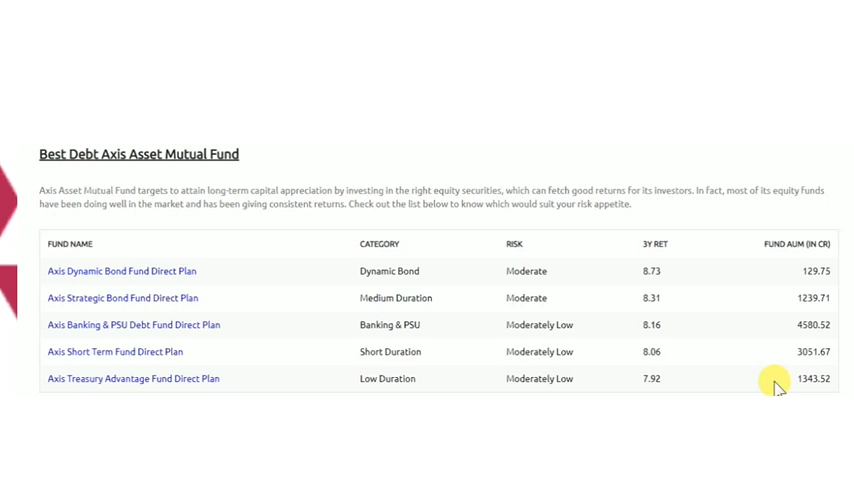 Best Debt Axis Asset Mutual Fund
Axis Asset Mutual Fund targets to attain long-term capital appreciation by investing in the right equity securities, which can fetch good returns for its investors. In fact, most of its equity funds
have been doing well in the market and has been giving consistent returns. Check out the list below to know which would suit your risk appetite.
FUND NAME CATEGORY RISK 3Y RET FUND AUM (IN CR)
Axis Dynamic Bond Fund Direct Plan Dynamic Bond Moderate 8.73 129.75
Axis Strategic Bond Fund Direct Plan Medium Duration Moderate 8.31 1239.71
Axis Banking & PSU Debt Fund Direct Plan Banking & PSU Moderately Low 8.16 4580.52
Axis Short Term Fund Direct Plan Short Duration Moderately Low 8.06 3051.67
Axis Treasury Advantage Fund Direct Plan Low Duration Moderately Low 7.92 1343.52